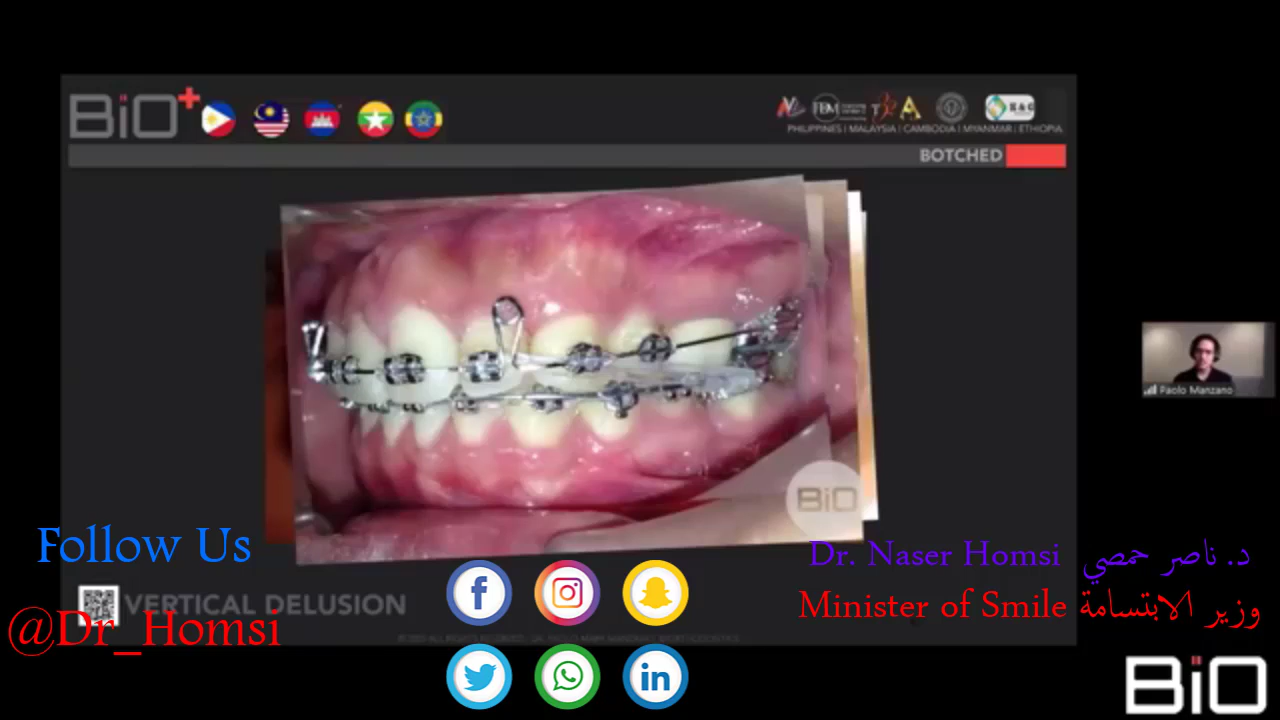 BiO+
PHILIPPINES | MALAYSIA | CAMBODIA | MYANMAR | ETHIOPIA
BOTCHED
Paolo Manzano
BiO
Follow Us
Dr. Naser Homsi د. ناصر حمصي
VERTICAL DELUSION
Minister of Smile وزير الابتسامة
@Dr_Homsi
f
in
BiO